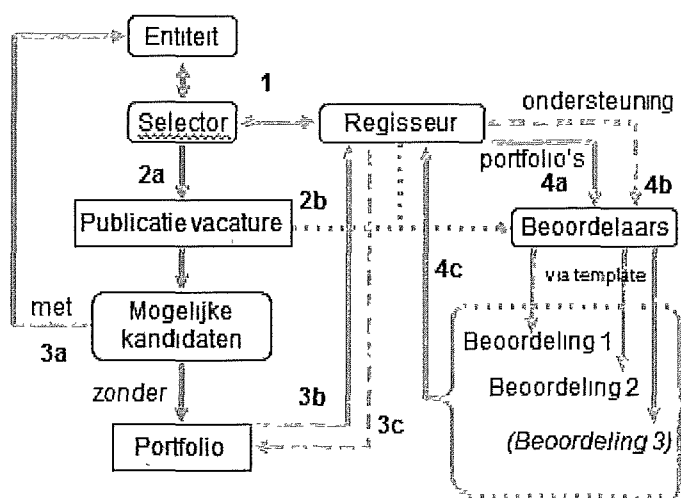 Entiteit
1
ondersteuning
Selector
Regisseur
portfolio's
2a
4a
4b
2b
Publicatie vacature
Beoordelaars
4c
via template
met
Mogelijke
kandidaten
3a
Beoordeling 1
Beoordeling 2
zonder
3b
3c
Portfolio
(Beoordeling 3)